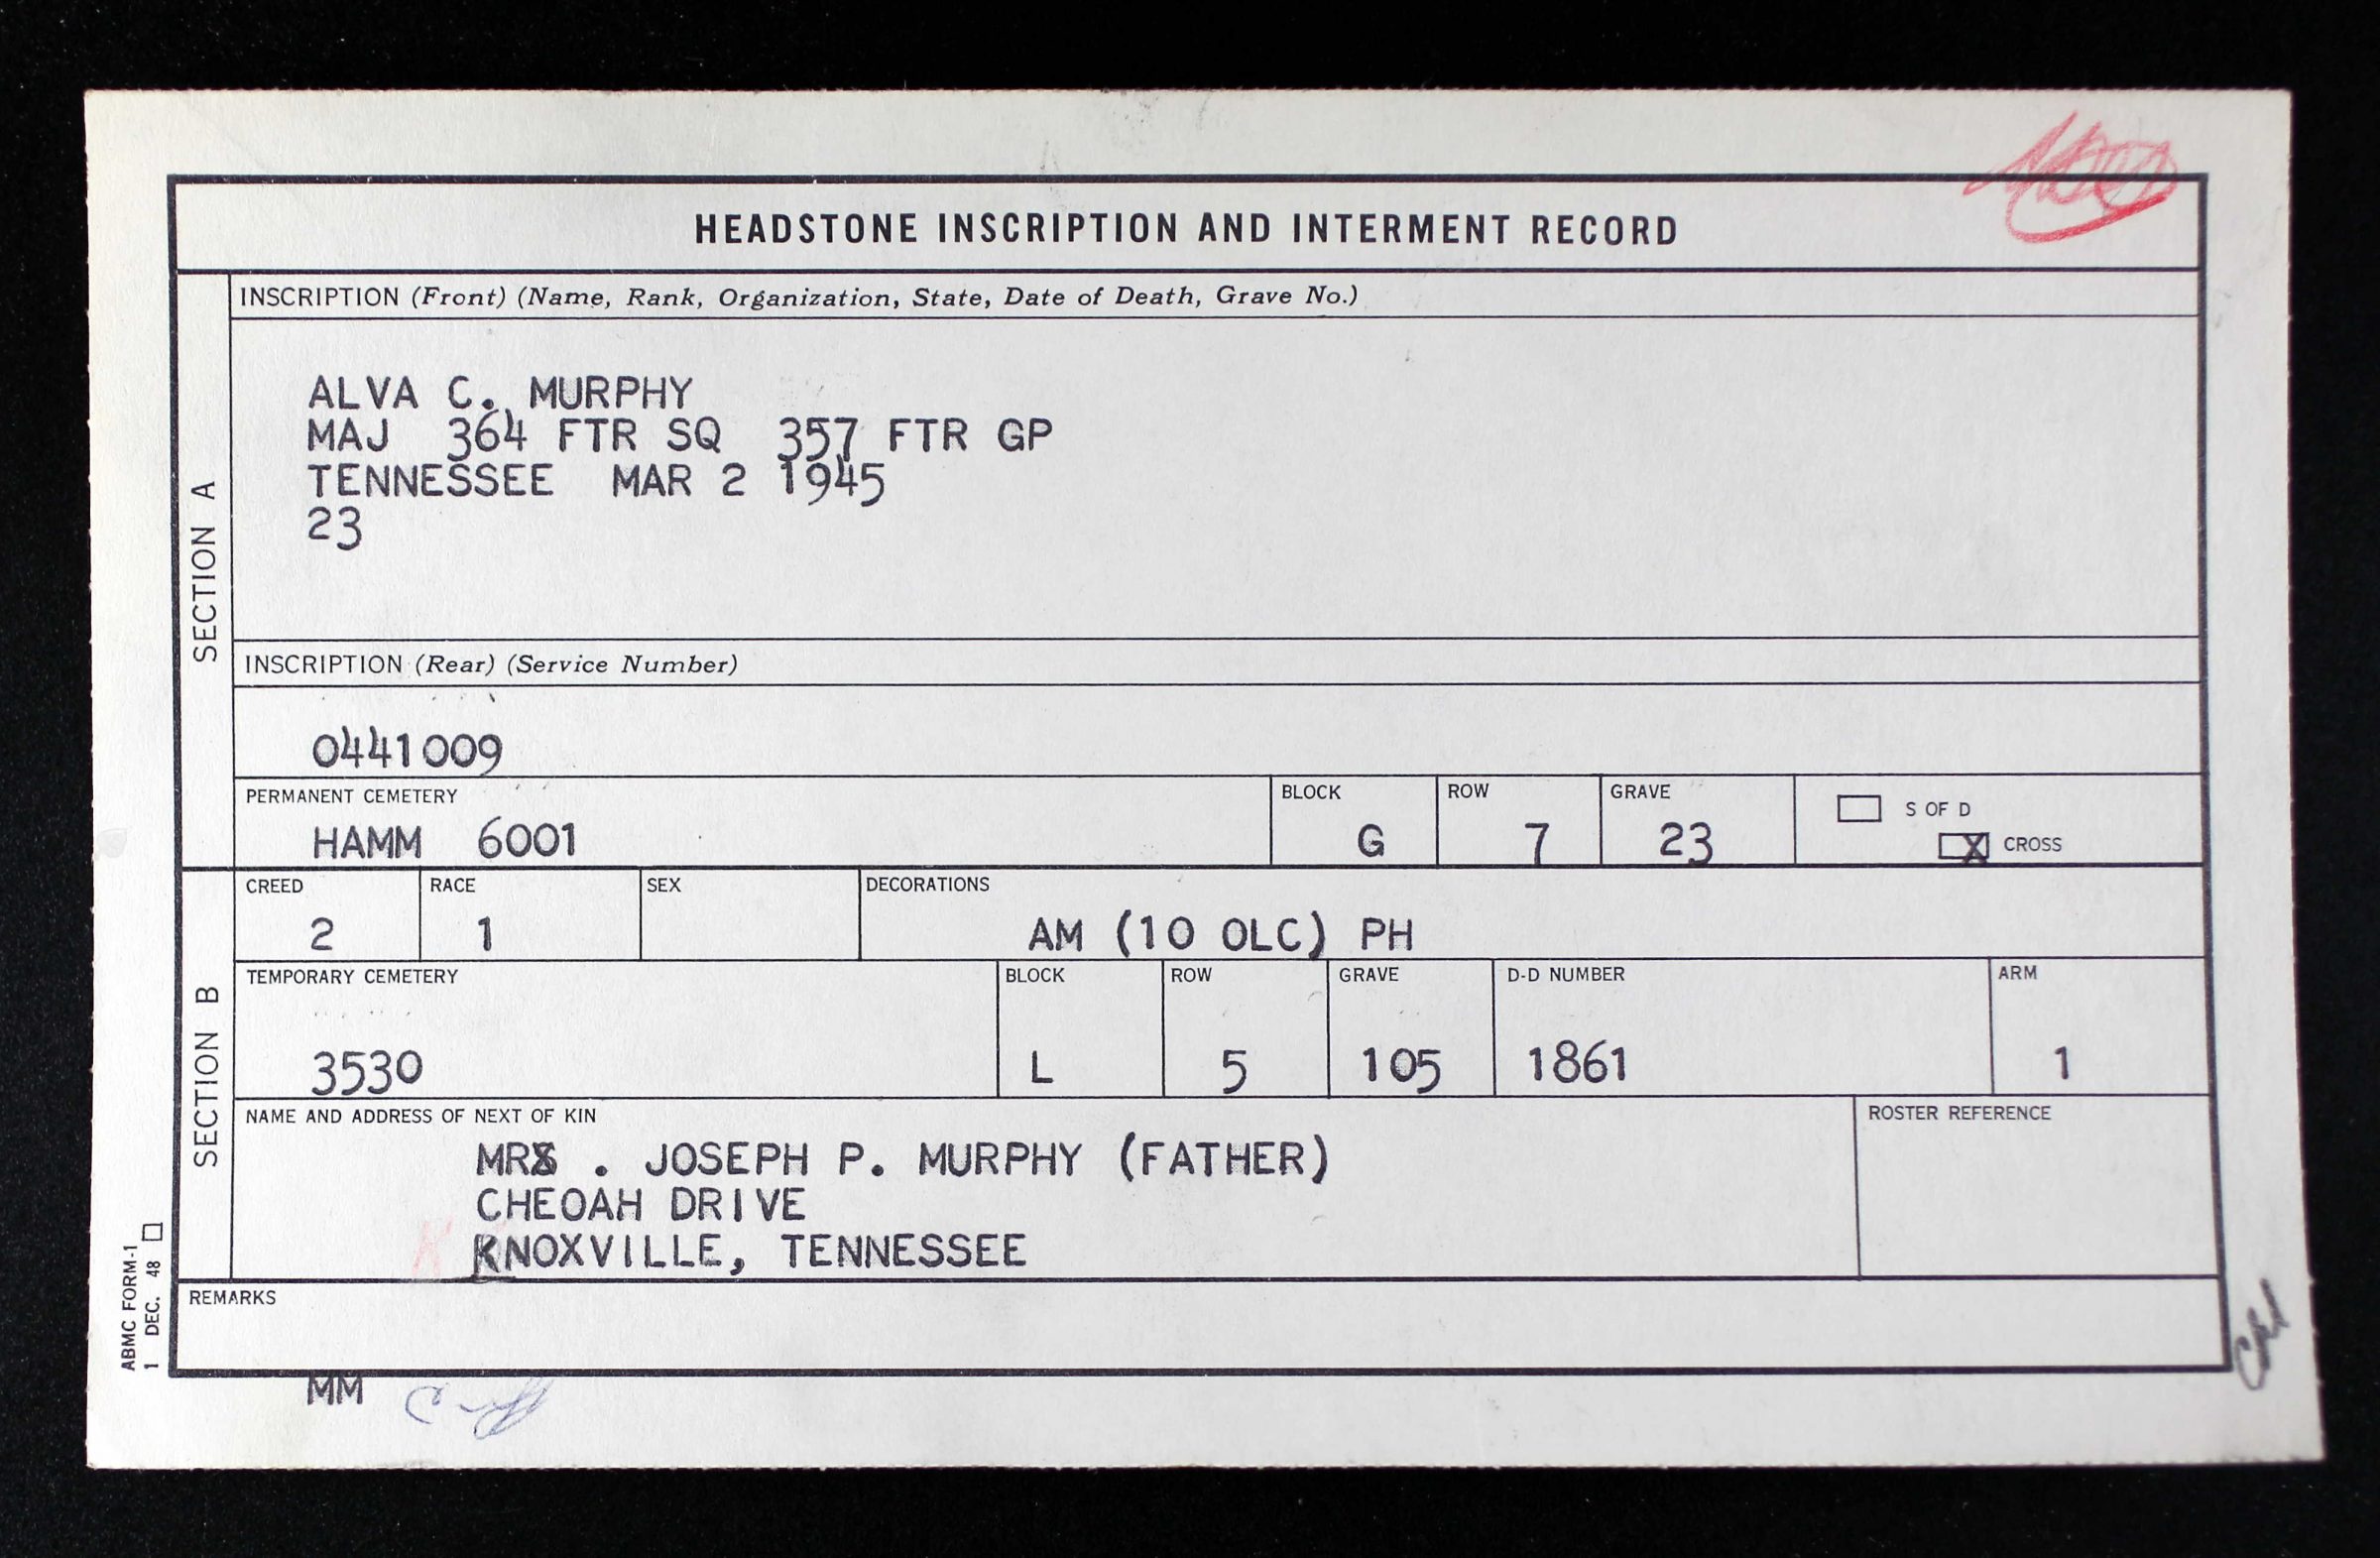 HEADSTONE INSCRIPTION AND INTERMENT RECORD
SECTION A
INSCRIPTION (Front) (Name, Rank, Organization, State, Date of Death, Grave No.)
ALVA C. MURPHY
MAJ 364 FTR SQ 357 FTR GP
TENNESSEE MAR 2 1945
23
INSCRIPTION (Rear) (Service Number)
0441009
PERMANENT CEMETERY BLOCK ROW GRAVE S OF D
HAMM 6001 G 7 23 X CROSS
SECTION B
CREED RACE SEX DECORATIONS
2 1 AM (10 OLC) PH
TEMPORARY CEMETERY BLOCK ROW GRAVE D-D NUMBER ARM
3530 L 5 105 1861 1
NAME AND ADDRESS OF NEXT OF KIN ROSTER REFERENCE
MR . JOSEPH P. MURPHY (FATHER)
CHEOAH DRIVE
KNOXVILLE, TENNESSEE
REMARKS
ABMC FORM-1
1 DEC. 48
MM